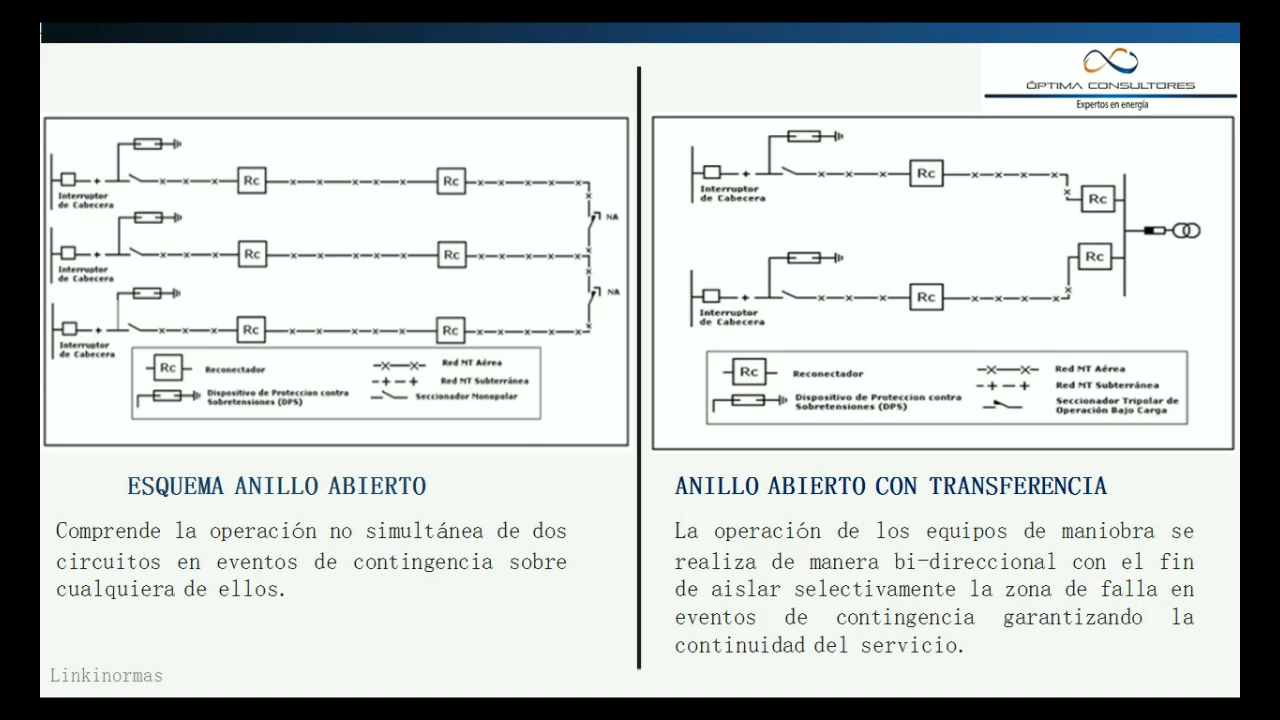 ÓPTIMA CONSULTORES
Expertos en energía
Interruptor
de Cabecera
Rc
Rc
NA
Interruptor
de Cabecera
Rc
Rc
NA
Interruptor
de Cabecera
Rc
Rc
Rc
Reconectador
Dispositivo de Proteccion contra
Sobretensiones (DPS)
Red MT Aérea
Red MT Subterránea
Seccionador Monopolar
ESQUEMA ANILLO ABIERTO
Comprende la operación no simultánea de dos
circuitos en eventos de contingencia sobre
cualquiera de ellos.
Interruptor
de Cabecera
Rc
Rc
Rc
Interruptor
de Cabecera
Rc
Rc
Reconectador
Dispositivo de Proteccion contra
Sobretensiones (DPS)
Red MT Aérea
Red MT Subterránea
Seccionador Tripolar de
Operación Bajo Carga
ANILLO ABIERTO CON TRANSFERENCIA
La operación de los equipos de maniobra se
realiza de manera bi-direccional con el fin
de aislar selectivamente la zona de falla en
eventos de contingencia garantizando la
continuidad del servicio.
Linkinormas